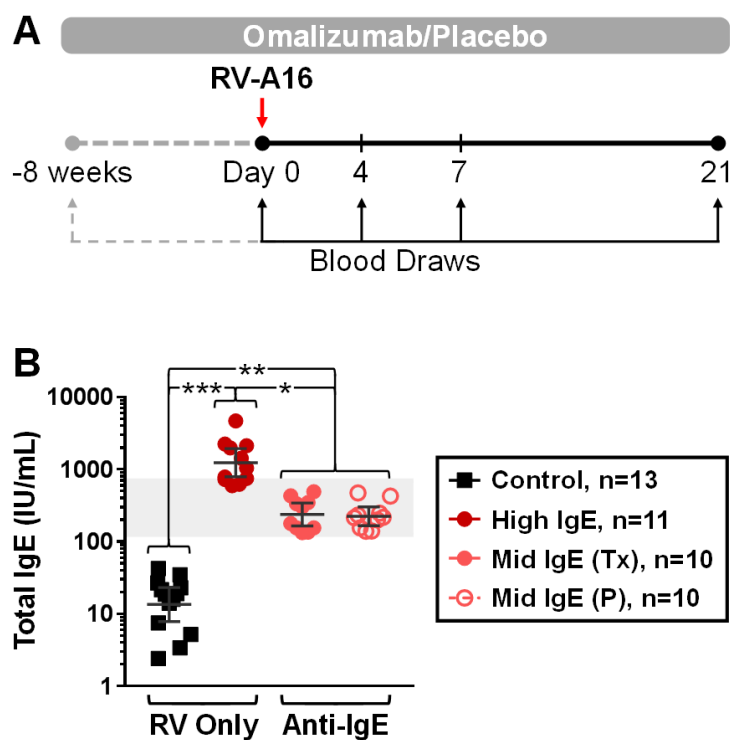 A
Omalizumab/Placebo
RV-A16
-8 weeks Day 0 4 7 21
Blood Draws
B
**
*** *
Total IgE (IU/mL)
10000
1000
100
10
1
RV Only Anti-IgE
Control, n=13
High IgE, n=11
Mid IgE (Tx), n=10
Mid IgE (P), n=10